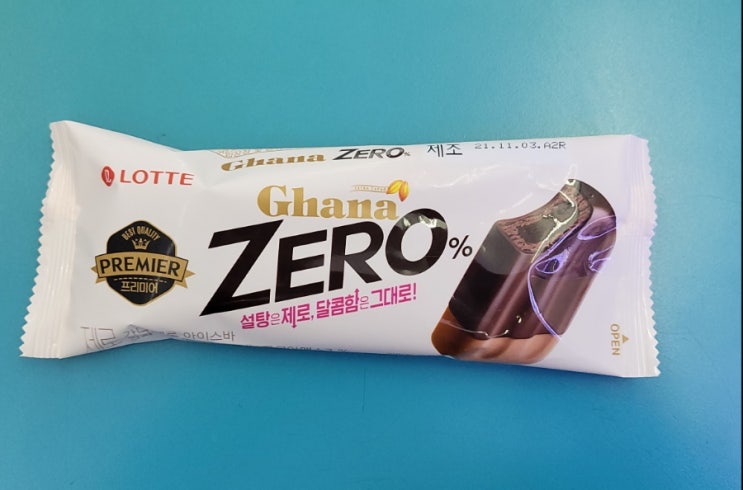 Ghana ZERO% 제조 21.11.03.A2R
LOTTE
Ghana
ZERO%
BEST QUALITY
PREMIER
프리미어
설탕은 제로, 달콤함은 그대로!
아이스바
OPEN